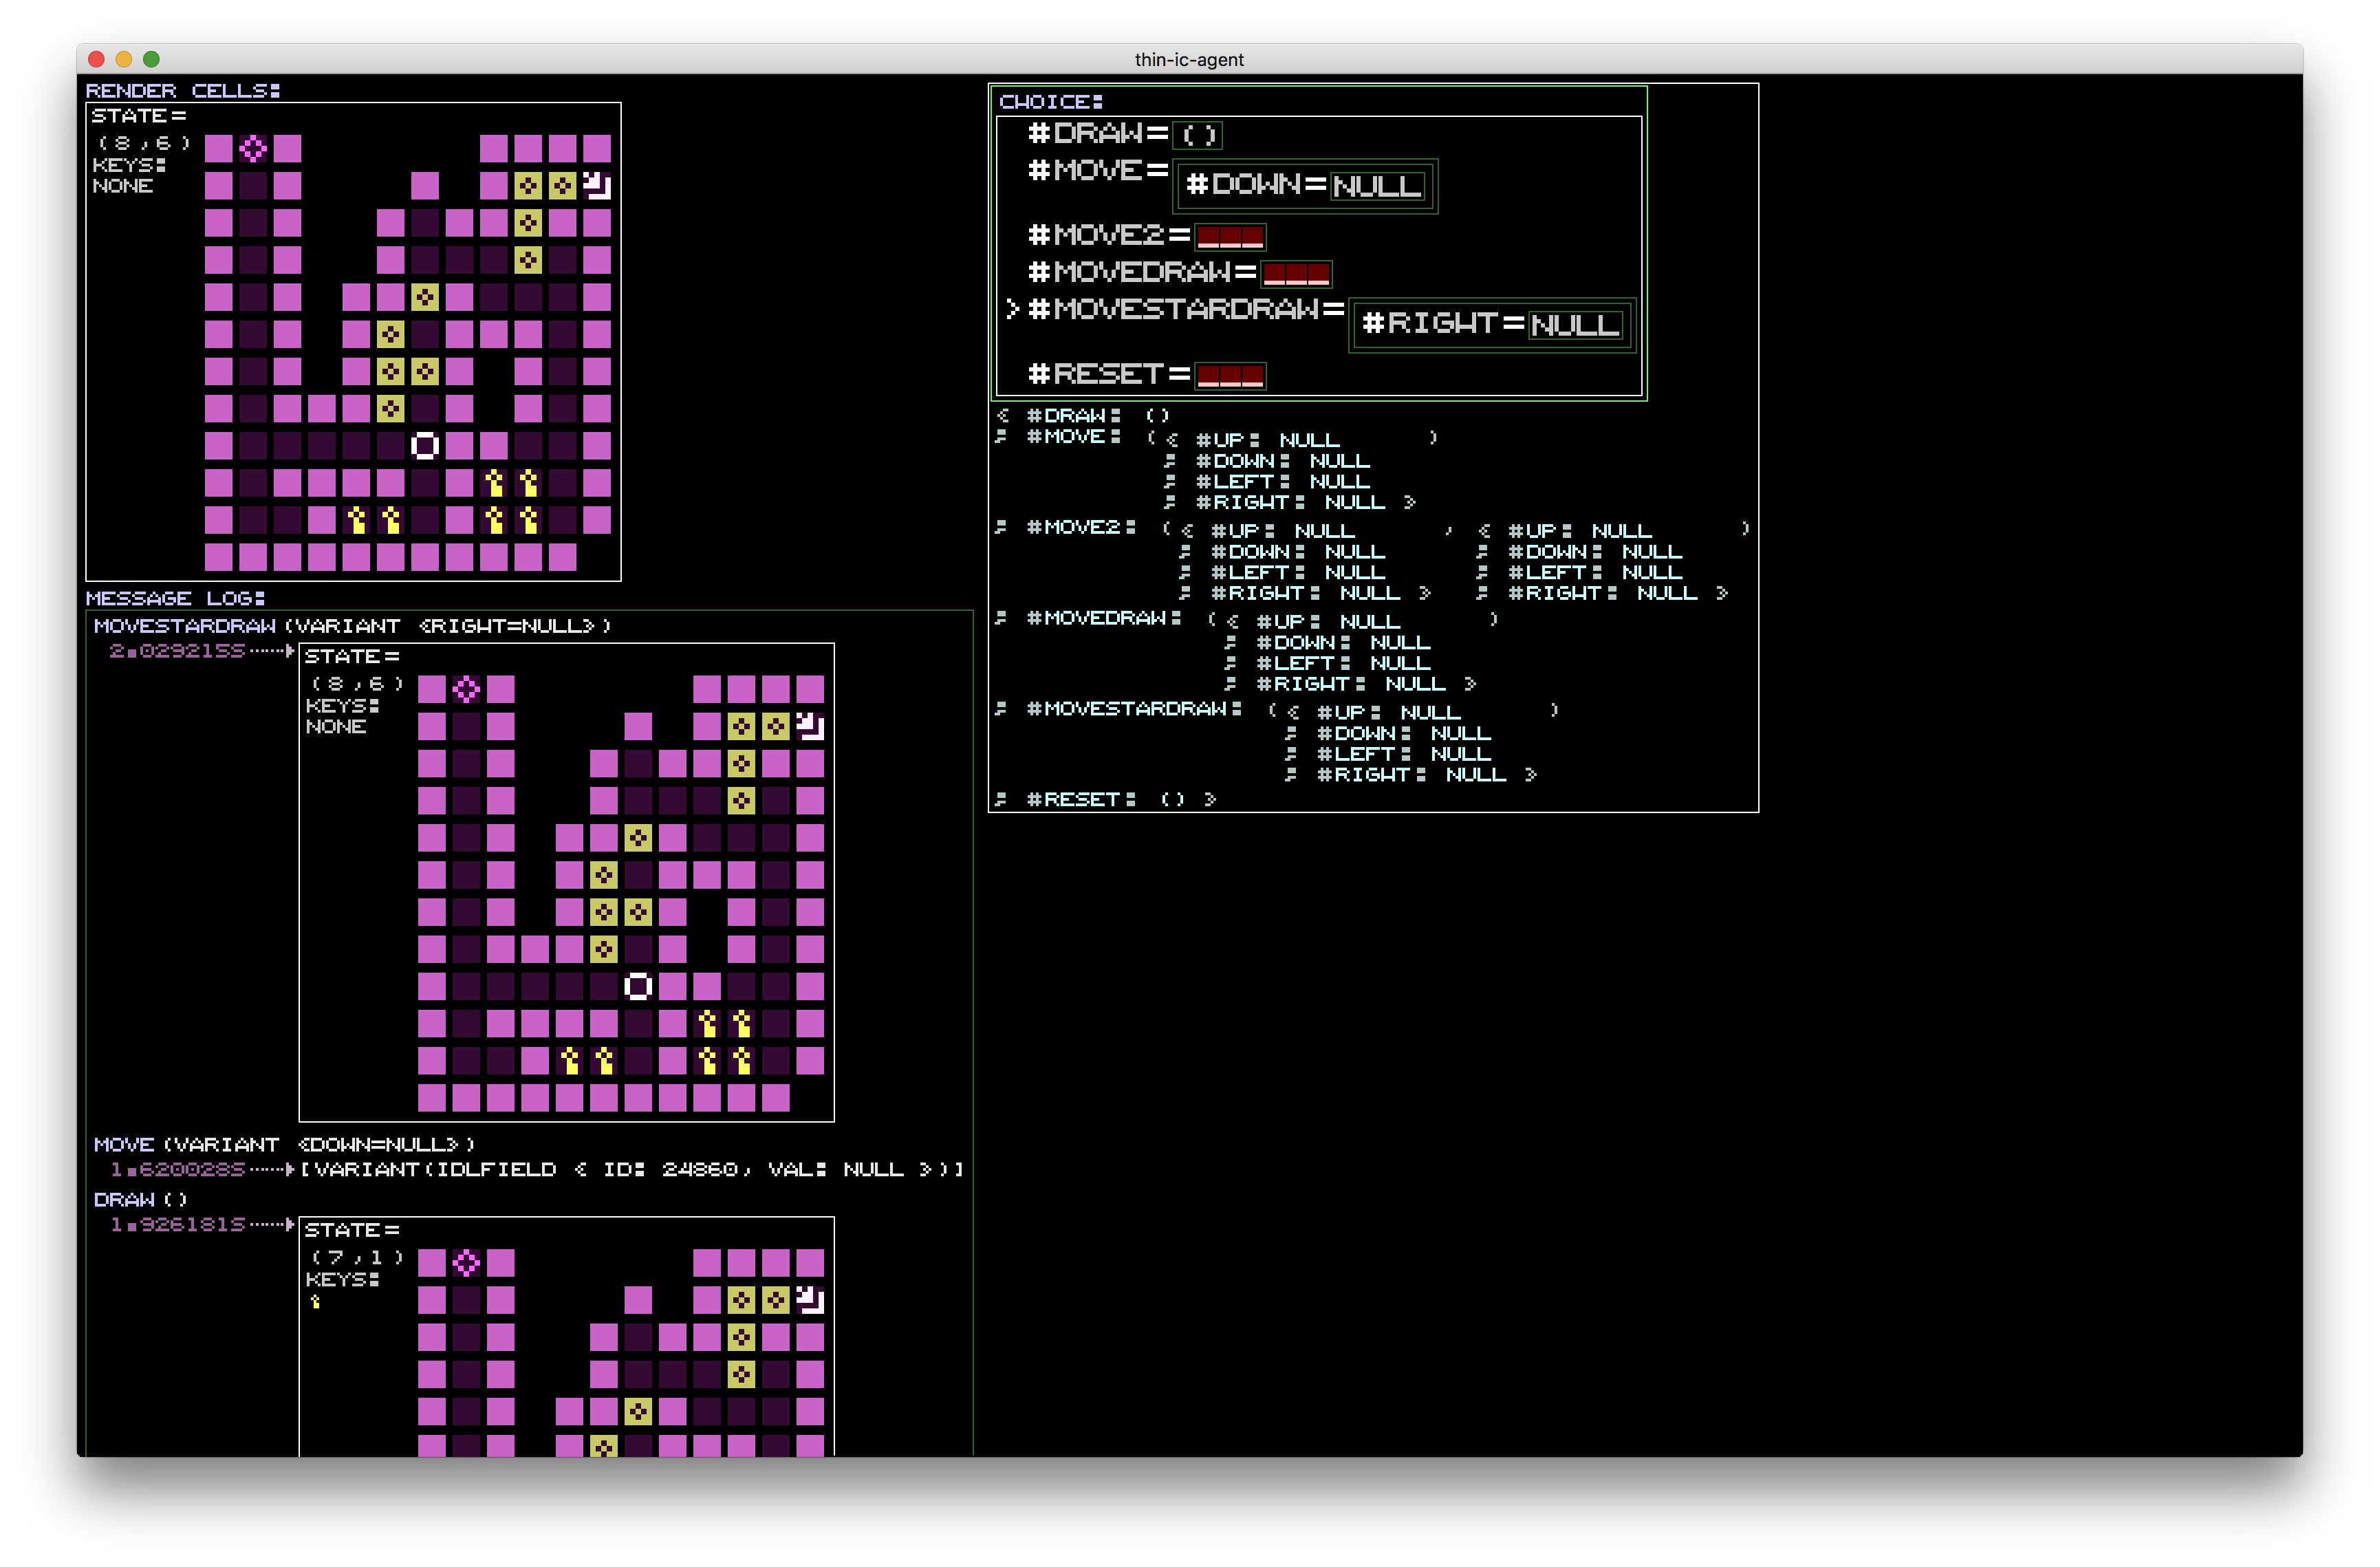 thin-ic-agent
RENDER CELLS:
STATE=
(8,6)
KEYS:
NONE
MESSAGE LOG:
MOVESTARDRAW(VARIANT <RIGHT=NULL>)
2.029215S
STATE=
(8,6)
KEYS:
NONE
MOVE(VARIANT <DOWN=NULL>)
1.620028S [VARIANT(IDLFIELD < ID: 24860, VAL: NULL >)]
DRAW()
1.926181S
STATE=
(7,1)
KEYS:
CHOICE:
#DRAW=()
#MOVE=#DOWN=NULL
#MOVE2=___
#MOVEDRAW=___
>#MOVESTARDRAW=#RIGHT=NULL
#RESET=___
< #DRAW: ()
; #MOVE: (< #UP: NULL )
; #DOWN: NULL
; #LEFT: NULL
; #RIGHT: NULL >
; #MOVE2: (< #UP: NULL , < #UP: NULL )
; #DOWN: NULL ; #DOWN: NULL
; #LEFT: NULL ; #LEFT: NULL
; #RIGHT: NULL > ; #RIGHT: NULL >
; #MOVEDRAW: (< #UP: NULL )
; #DOWN: NULL
; #LEFT: NULL
; #RIGHT: NULL >
; #MOVESTARDRAW: (< #UP: NULL )
; #DOWN: NULL
; #LEFT: NULL
; #RIGHT: NULL >
; #RESET: () >